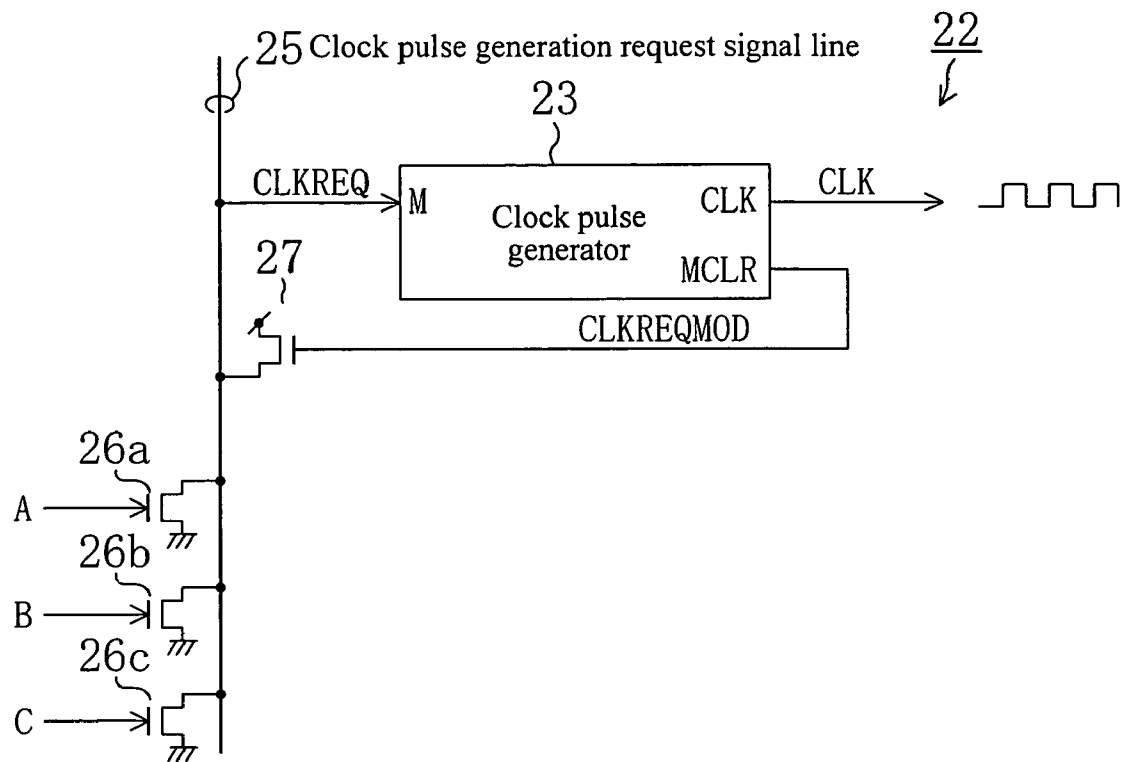 25 Clock pulse generation request signal line
22
23
CLKREQ
M
Clock pulse
generator
CLK
MCLR
CLK
27
CLKREQMOD
26a
A
26b
B
26c
C